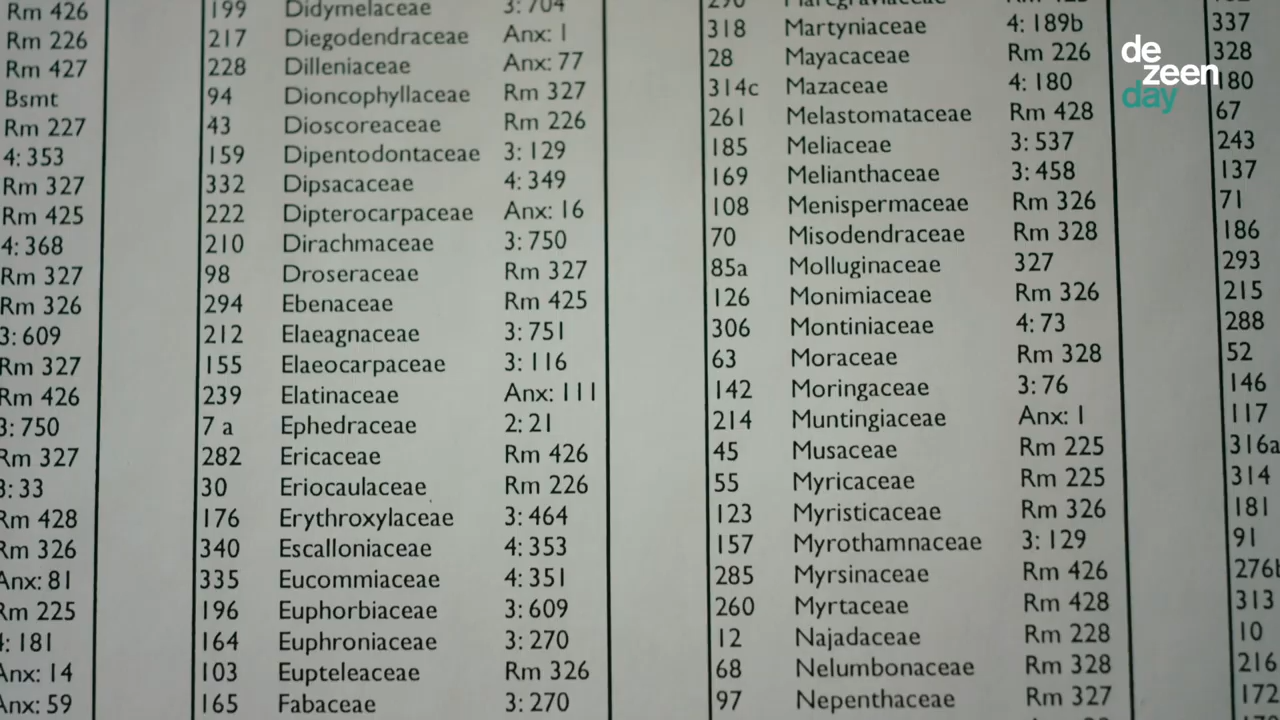 Rm 426
Rm 226
Rm 427
Bsmt
Rm 227
4: 353
Rm 327
Rm 425
4: 368
Rm 327
Rm 326
3: 609
Rm 327
Rm 426
3: 750
Rm 327
3: 33
Rm 428
Rm 326
Anx: 81
Rm 225
4: 181
Anx: 14
Anx: 59
199 Didymelaceae 3: 704
217 Diegodendraceae Anx: 1
228 Dilleniaceae Anx: 77
94 Dioncophyllaceae Rm 327
43 Dioscoreaceae Rm 226
159 Dipentodontaceae 3: 129
332 Dipsacaceae 4: 349
222 Dipterocarpaceae Anx: 16
210 Dirachmaceae 3: 750
98 Droseraceae Rm 327
294 Ebenaceae Rm 425
212 Elaeagnaceae 3: 751
155 Elaeocarpaceae 3: 116
239 Elatinaceae Anx: 111
7 a Ephedraceae 2: 21
282 Ericaceae Rm 426
30 Eriocaulaceae Rm 226
176 Erythroxylaceae 3: 464
340 Escalloniaceae 4: 353
335 Eucommiaceae 4: 351
196 Euphorbiaceae 3: 609
164 Euphroniaceae 3: 270
103 Eupteleaceae Rm 326
165 Fabaceae 3: 270
318 Martyniaceae 4: 189b
28 Mayacaceae Rm 226
314c Mazaceae 4: 180
261 Melastomataceae Rm 428
185 Meliaceae 3: 537
169 Melianthaceae 3: 458
108 Menispermaceae Rm 326
70 Misodendraceae Rm 328
85a Molluginaceae 327
126 Monimiaceae Rm 326
306 Montiniaceae 4: 73
63 Moraceae Rm 328
142 Moringaceae 3: 76
214 Muntingiaceae Anx: 1
45 Musaceae Rm 225
55 Myricaceae Rm 225
123 Myristicaceae Rm 326
157 Myrothamnaceae 3: 129
285 Myrsinaceae Rm 426
260 Myrtaceae Rm 428
12 Najadaceae Rm 228
68 Nelumbonaceae Rm 328
97 Nepenthaceae Rm 327
337
328
180
67
243
137
71
186
293
215
288
52
146
117
316a
314
181
91
276b
313
10
216
172
de
zeen
day